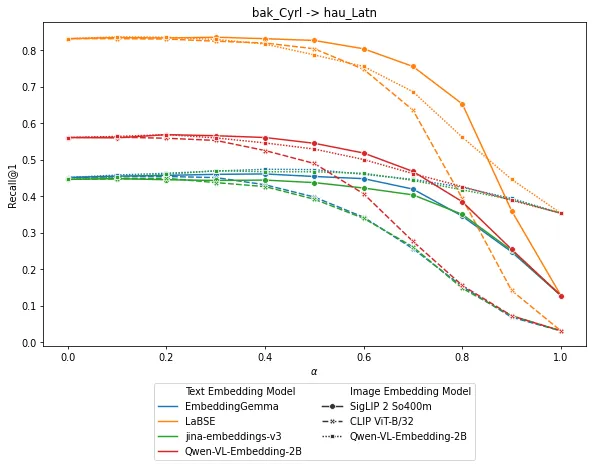 bak_Cyrl -> hau_Latn
0.8
0.7
0.6
0.5
0.4
0.3
0.2
0.1
0.0
Recall@1
0.0 0.2 0.4 0.6 0.8 1.0
α
Text Embedding Model Image Embedding Model
EmbeddingGemma SigLIP 2 So400m
LaBSE CLIP ViT-B/32
jina-embeddings-v3 Qwen-VL-Embedding-2B
Qwen-VL-Embedding-2B